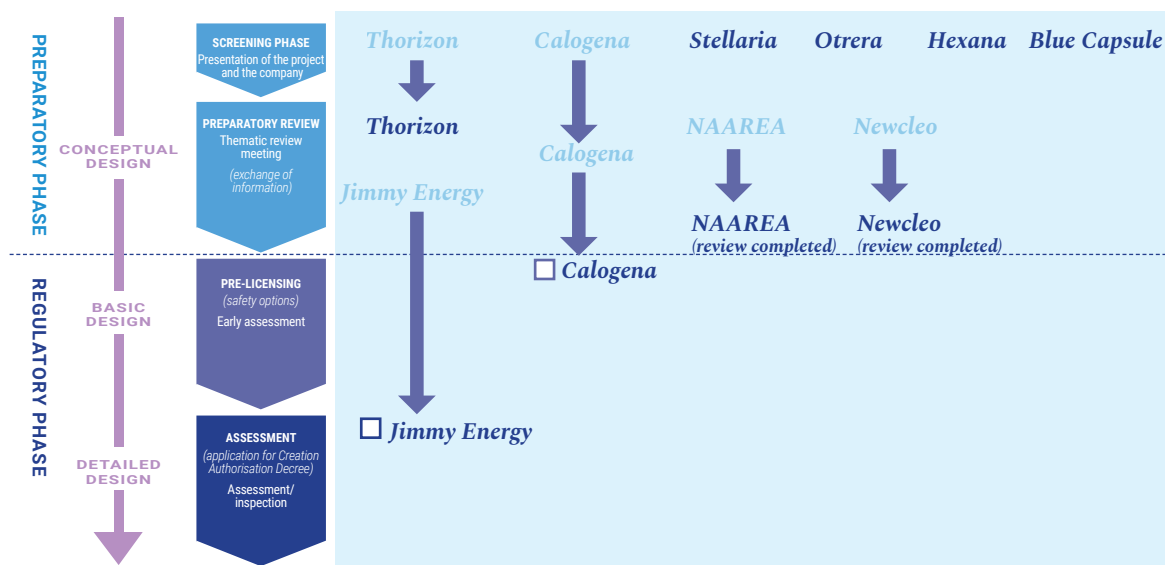 PREPARATORY PHASE
REGULATORY PHASE
CONCEPTUAL
DESIGN
BASIC
DESIGN
DETAILED
DESIGN
SCREENING PHASE
Presentation of the project
and the company
PREPARATORY REVIEW
Thematic review
meeting
(exchange of
information)
PRE-LICENSING
(safety options)
Early assessment
ASSESSMENT
(application for Creation
Authorisation Decree)
Assessment/
inspection
Thorizon Calogena Stellaria Otrera Hexana Blue Capsule
Thorizon NAAREA Newcleo
Calogena
Jimmy Energy
NAAREA Newcleo
(review completed) (review completed)
Calogena
Jimmy Energy